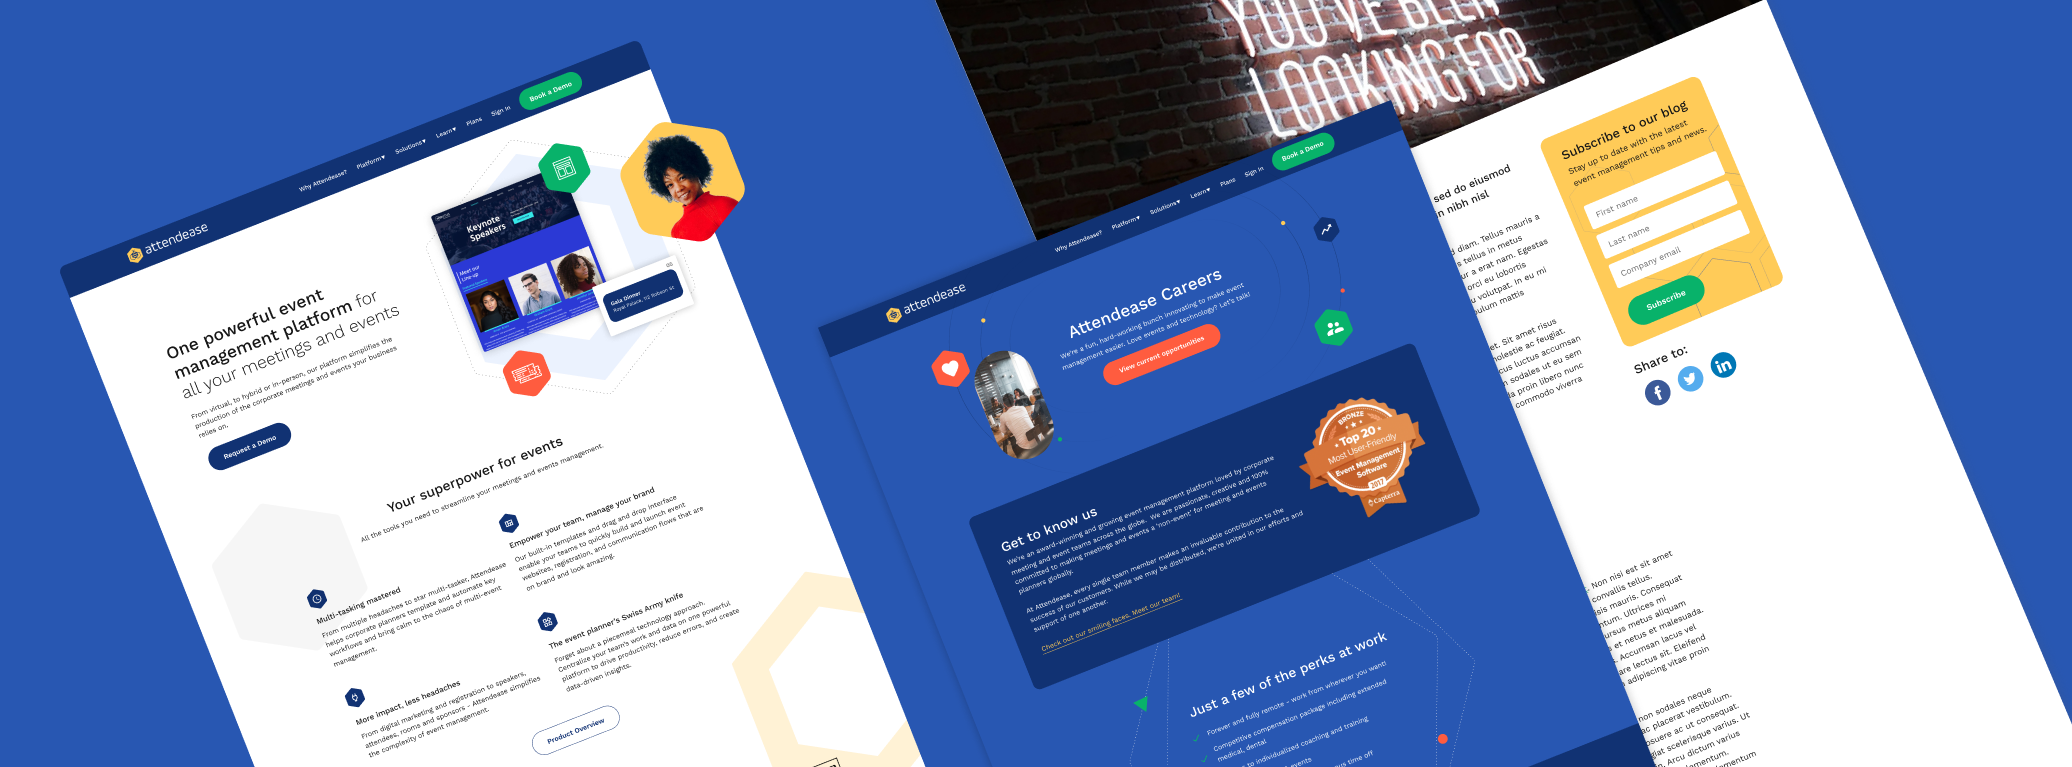 attendease
Why Attendease?
Platform▾
Solutions▾
Learn▾
Plans
Sign In
Book a Demo
One powerful event
management platform for
all your meetings and events
From virtual, to hybrid or in-person, our platform simplifies the
production of the corporate meetings and events your business
relies on.
Request a Demo
Keynote
Speakers
Meet our
Line-up
Gala Dinner
Your superpower for events
All the tools you need to streamline your meetings and events management.
Multi-tasking mastered
From multiple headaches to star multi-tasker, Attendease
helps corporate planners template and automate key
workflows and bring calm to the chaos of multi-event
management.
Empower your team, manage your brand
Our built-in templates and drag and drop interface
enable your teams to quickly build and launch event
websites, registration, and communication flows that are
on brand and look amazing.
More impact, less headaches
From digital marketing and registration to speakers,
attendees, rooms and sponsors - Attendease simplifies
the complexity of event management.
The event planner's Swiss Army knife
Forget about a piecemeal technology approach.
Centralize your team's work and data on one powerful
platform to drive productivity, reduce errors, and create
data-driven insights.
Product Overview
attendease
Why Attendease?
Platform▾
Solutions▾
Learn▾
Plans
Sign In
Book a Demo
Attendease Careers
We're a fun, hard-working bunch innovating to make event
management easier. Love events and technology? Let's talk!
View current opportunities
Get to know us
We're an award-winning and growing event management platform loved by corporate
meeting and event teams across the globe. We are passionate, creative and 100%
committed to making meetings and events a 'non-event' for meeting and events
planners globally.
At Attendease, every single team member makes an invaluable contribution to the
success of our customers. While we may be distributed, we're united in our efforts and
support of one another.
Check out our smiling faces. Meet our team!
BRONZE
Top 20
Most User-Friendly
Event Management
Software
2017
Capterra
Just a few of the perks at work
Forever and fully remote – work from wherever you want!
Competitive compensation package including extended
medical, dental
to individualized coaching and training
events
time off
YOU'VE BEEN
LOOKING FOR
sed do eiusmod
n nibh nisl
diam. Tellus mauris a
s tellus in metus
ur a erat nam. Egestas
orci eu lobortis
u volutpat. In eu mi
bulum mattis
et. Sit amet risus
molestie ac feugiat.
cus luctus accumsan
n sodales ut eu sem
la proin libero nunc
commodo viverra
Non nisi est sit amet
convallis tellus.
sis mauris. Consequat
ntum. Ultrices mi
ursus metus aliquam
s et netus et malesuada.
Accumsan lacus vel
are lectus sit. Eleifend
adipiscing vitae proin
non sodales neque
ac placerat vestibulum.
osuere ac ut consequat.
giat scelerisque varius. Ut
n. Arcu dictum varius
elementum.
elementum
Subscribe to our blog
Stay up to date with the latest
event management tips and news.
First name
Last name
Company email
Subscribe
Share to: